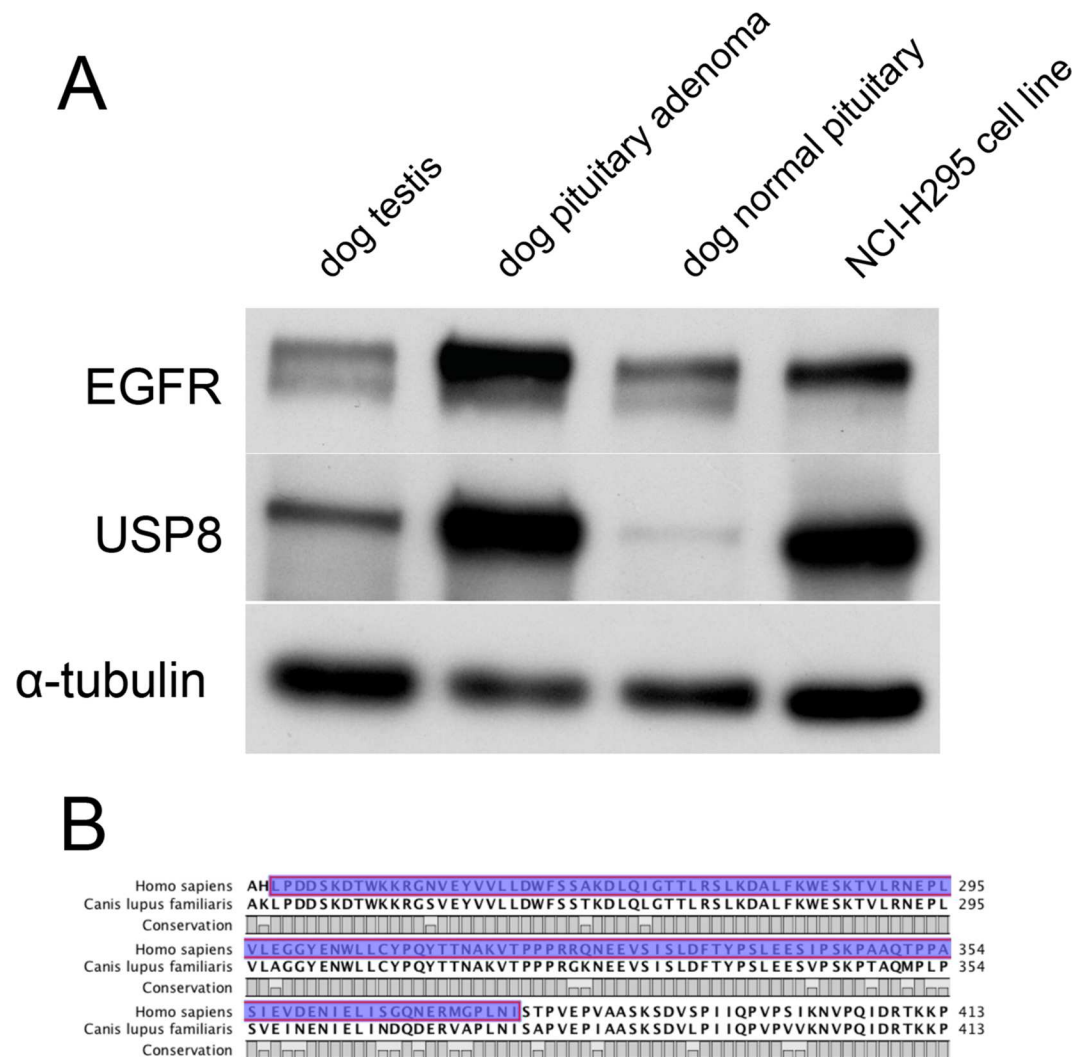 A
dog testis
dog pituitary adenoma
dog normal pituitary
NCI-H295 cell line
EGFR
USP8
α-tubulin
B
Homo sapiens AHLPDDSKDTWKKRGNVEYVVLLDWFSSAKDLQIGTTLRSLKDALFKWESKTVLRNEPL 295
Canis lupus familiaris AKLPDDSKDTWKKRGSVEYVVLLDWFSSTKDLQLGTTLRSLKDALFKWESKTVLRNEPL 295
Conservation
Homo sapiens VLEGGYENWLLCYPQYTTNAKVTPPPRRQNEEVSISLDFTYPSLEESIPSKPAAQTPPA 354
Canis lupus familiaris VLAGGYENWLLCYPQYTTNAKVTPPPRGKNEEVSISLDFTYPSLEESVPSKPTAQMPLP 354
Conservation
Homo sapiens SIEVDENIELISGQNERMGPLNISTPVEPVAASKSDVSPIIQPVPSIKNVPQIDRTKKP 413
Canis lupus familiaris SVEINENIELINDQDERVAPLNISAPVEPIAASKSDVLPIIQPVPVVKNVPQIDRTKKP 413
Conservation